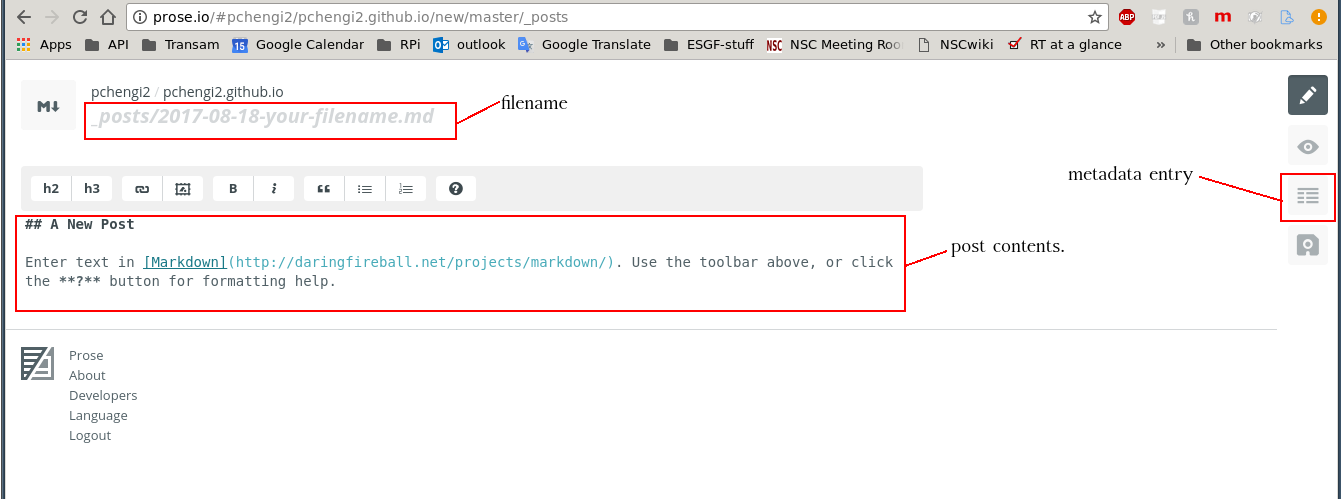 prose.io/#pchengi2/pchengi2.github.io/new/master/_posts
ABP
m
Apps API Transam 15 Google Calendar RPi outlook Google Translate ESGF-stuff NSC NSC Meeting Roo NSCwiki RT at a glance » Other bookmarks
M↓
pchengi2 / pchengi2.github.io
_posts/2017-08-18-your-filename.md
filename
h2 h3 B i ?
metadata entry
## A New Post
Enter text in [Markdown](http://daringfireball.net/projects/markdown/). Use the toolbar above, or click
the **?** button for formatting help.
post contents.
Prose
About
Developers
Language
Logout